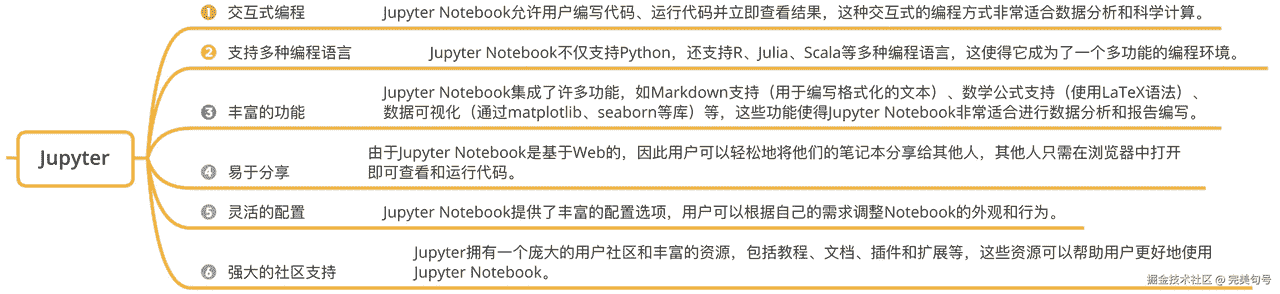 Jupyter
1 交互式编程
Jupyter Notebook允许用户编写代码、运行代码并立即查看结果，这种交互式的编程方式非常适合数据分析和科学计算。
2 支持多种编程语言
Jupyter Notebook不仅支持Python，还支持R、Julia、Scala等多种编程语言，这使得它成为了一个多功能的编程环境。
3 丰富的功能
Jupyter Notebook集成了许多功能，如Markdown支持（用于编写格式化的文本）、数学公式支持（使用LaTeX语法）、
数据可视化（通过matplotlib、seaborn等库）等，这些功能使得Jupyter Notebook非常适合进行数据分析和报告编写。
4 易于分享
由于Jupyter Notebook是基于Web的，因此用户可以轻松地将他们的笔记本分享给其他人，其他人只需在浏览器中打开
即可查看和运行代码。
5 灵活的配置
Jupyter Notebook提供了丰富的配置选项，用户可以根据自己的需求调整Notebook的外观和行为。
6 强大的社区支持
Jupyter拥有一个庞大的用户社区和丰富的资源，包括教程、文档、插件和扩展等，这些资源可以帮助用户更好地使用
Jupyter Notebook。
掘金技术社区 @ 完美句号